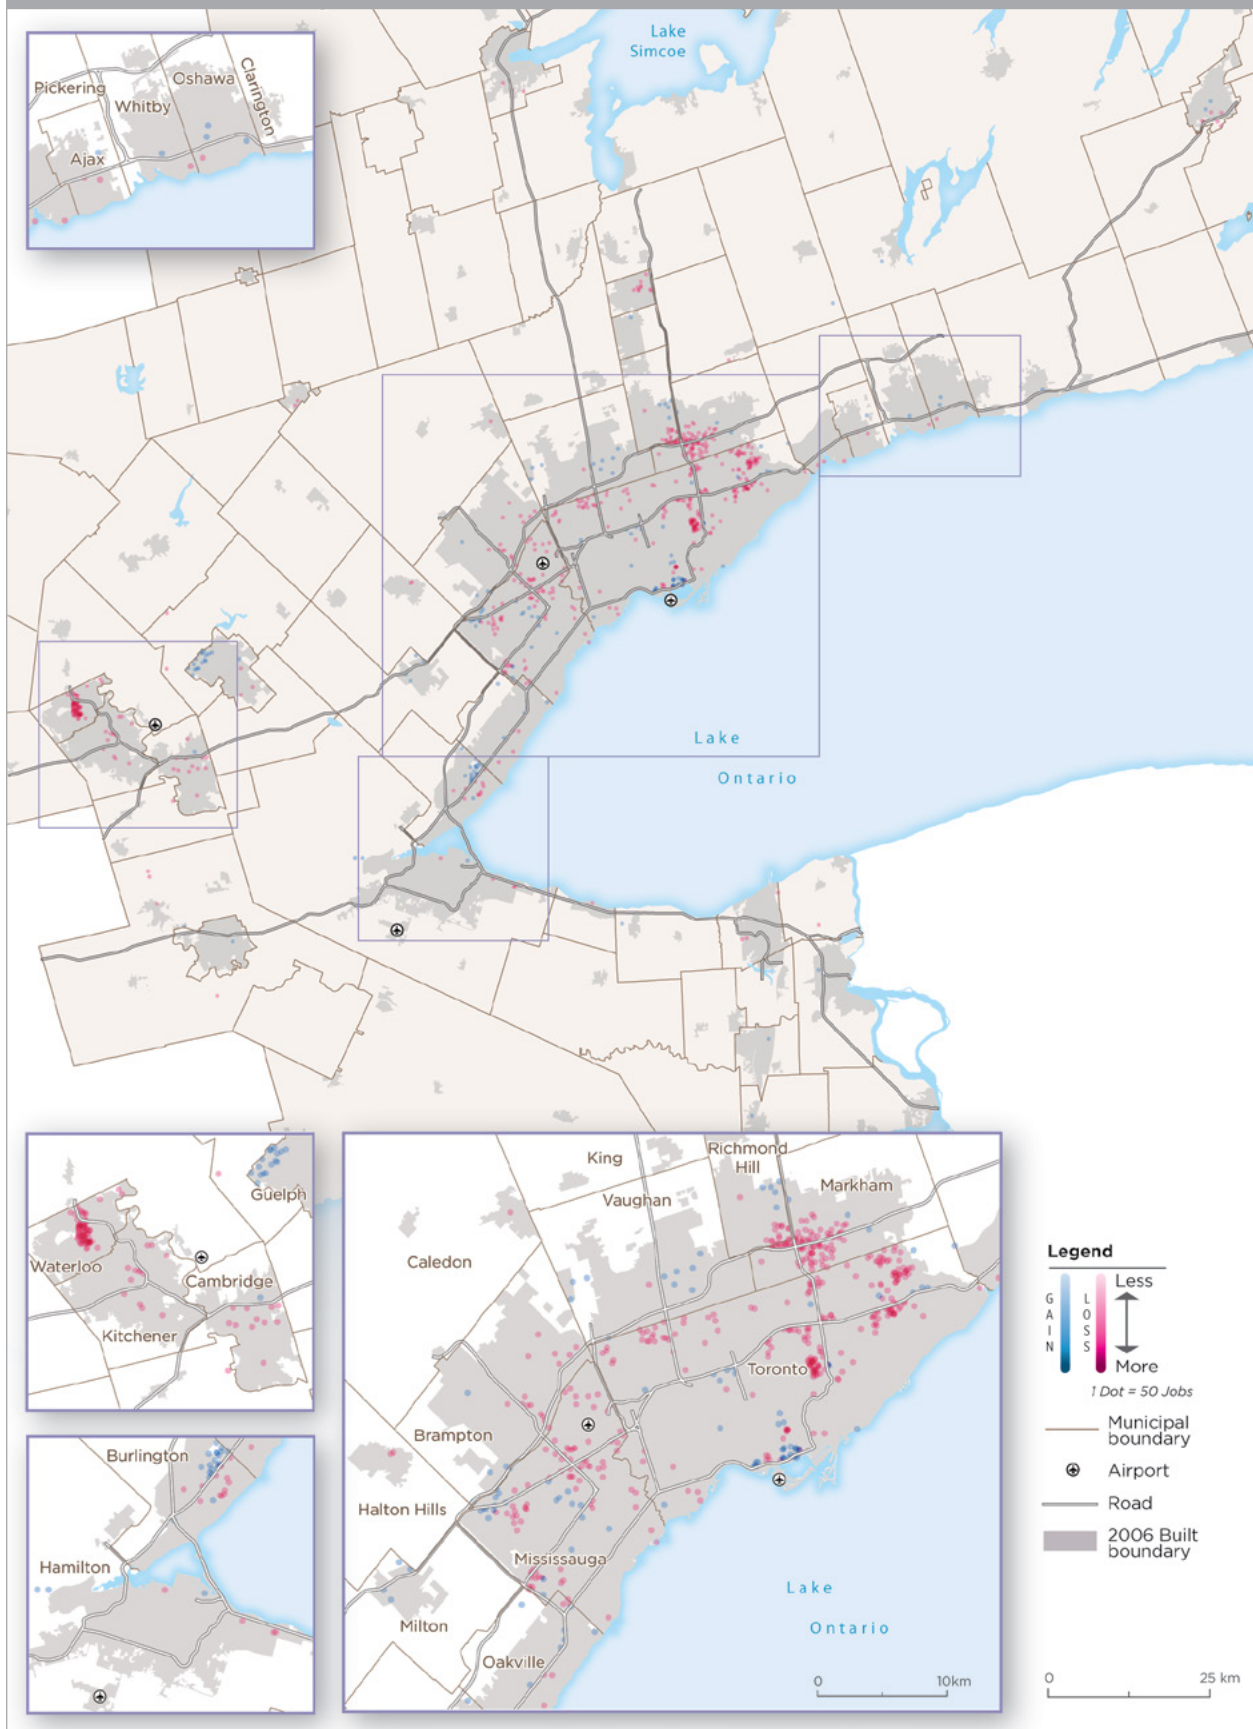 Lake
Simcoe
Pickering
Whitby
Oshawa
Clarington
Ajax
Lake
Ontario
Guelph
Waterloo
Cambridge
Kitchener
Burlington
Hamilton
King
Richmond
Hill
Vaughan
Markham
Caledon
Toronto
Brampton
Halton Hills
Mississauga
Milton
Oakville
Lake
Ontario
0 10km
Legend
GAIN
LOSS
Less
More
1 Dot = 50 Jobs
Municipal
boundary
Airport
Road
2006 Built
boundary
0 25 km